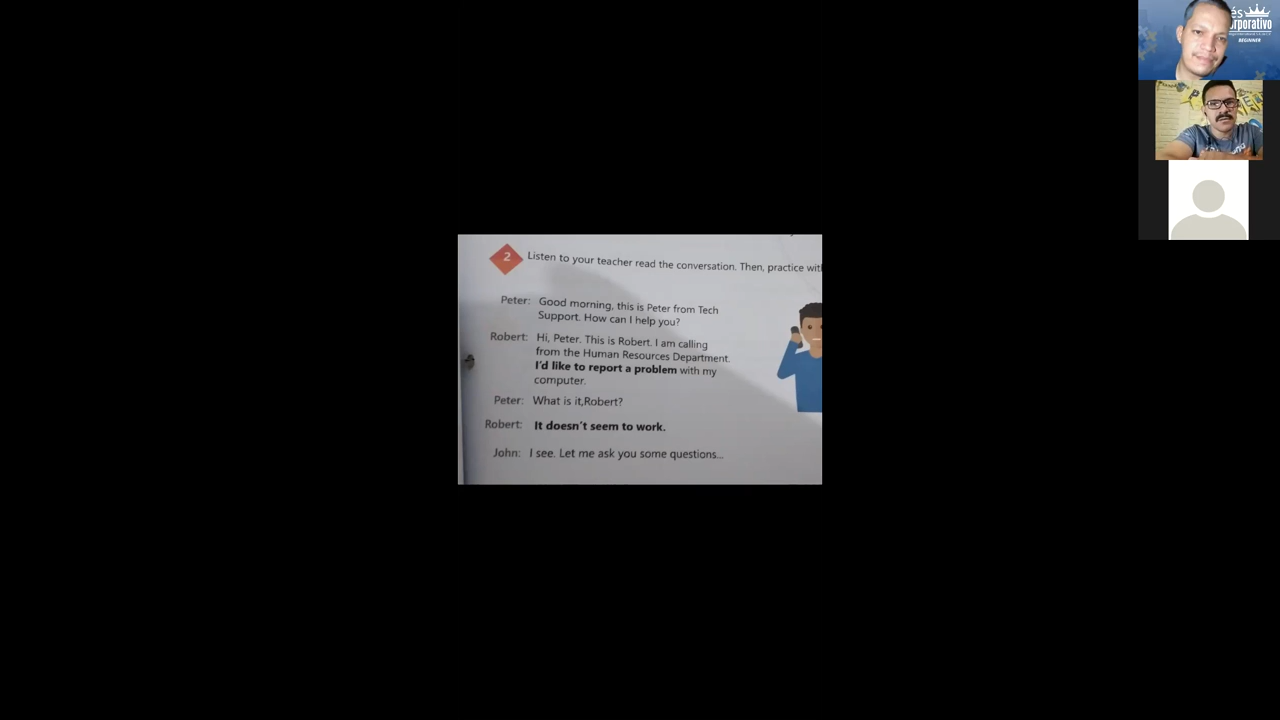 és
rporativo
BEGINNER
2 Listen to your teacher read the conversation. Then, practice wit
Peter: Good morning, this is Peter from Tech
Support. How can I help you?
Robert: Hi, Peter. This is Robert. I am calling
from the Human Resources Department.
I'd like to report a problem with my
computer.
Peter: What is it,Robert?
Robert: It doesn't seem to work.
John: I see. Let me ask you some questions...